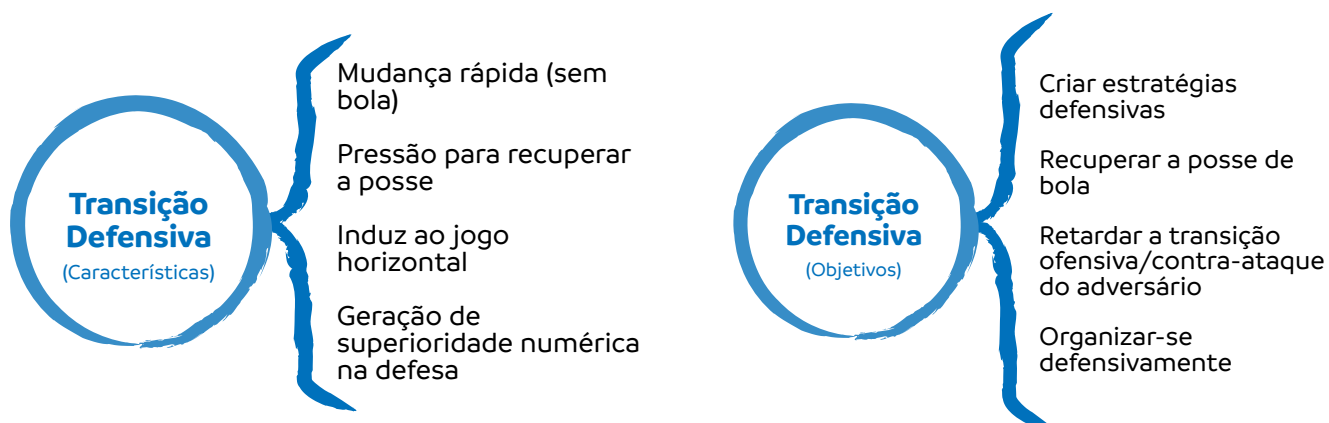 Transição
Defensiva
(Características)
Mudança rápida (sem
bola)
Pressão para recuperar
a posse
Induz ao jogo
horizontal
Geração de
superioridade numérica
na defesa
Transição
Defensiva
(Objetivos)
Criar estratégias
defensivas
Recuperar a posse de
bola
Retardar a transição
ofensiva/contra-ataque
do adversário
Organizar-se
defensivamente